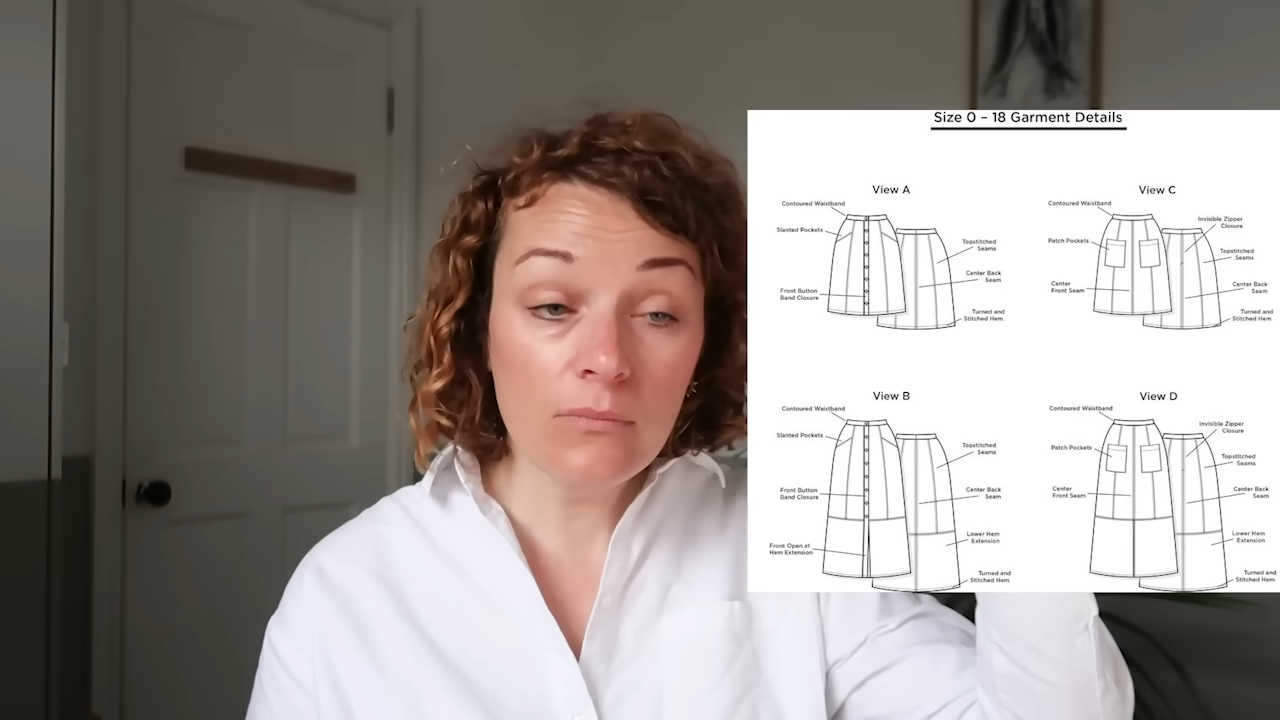 Size 0 – 18 Garment Details
View A
Contoured Waistband
Slanted Pockets
Front Button
Band Closure
Topstitched
Seams
Center Back
Seam
Turned and
Stitched Hem
View C
Contoured Waistband
Patch Pockets
Center
Front Seam
Invisible Zipper
Closure
Topstitched
Seams
Center Back
Seam
Turned and
Stitched Hem
View B
Contoured Waistband
Slanted Pockets
Front Button
Band Closure
Front Open at
Hem Extension
Topstitched
Seams
Center Back
Seam
Lower Hem
Extension
Turned and
Stitched Hem
View D
Contoured Waistband
Patch Pockets
Center
Front Seam
Invisible Zipper
Closure
Topstitched
Seams
Center Back
Seam
Lower Hem
Extension
Turned and
Stitched Hem